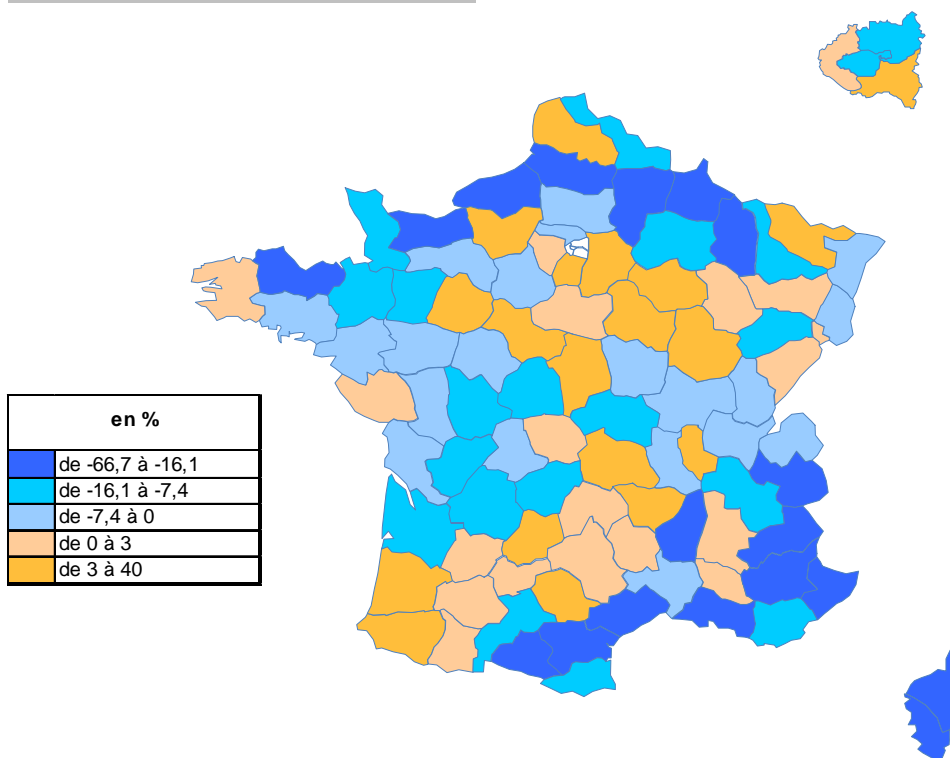 en %
de -66,7 à -16,1
de -16,1 à -7,4
de -7,4 à 0
de 0 à 3
de 3 à 40